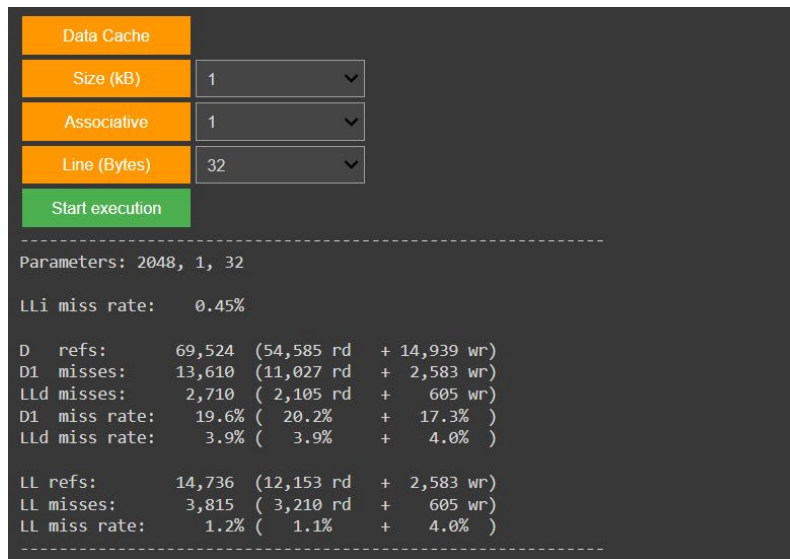 Data Cache
Size (kB) 1
Associative 1
Line (Bytes) 32
Start execution
------------------------------------------------------------
Parameters: 2048, 1, 32
LLi miss rate: 0.45%
D refs: 69,524 (54,585 rd + 14,939 wr)
D1 misses: 13,610 (11,027 rd + 2,583 wr)
LLd misses: 2,710 ( 2,105 rd + 605 wr)
D1 miss rate: 19.6% ( 20.2% + 17.3% )
LLd miss rate: 3.9% ( 3.9% + 4.0% )
LL refs: 14,736 (12,153 rd + 2,583 wr)
LL misses: 3,815 ( 3,210 rd + 605 wr)
LL miss rate: 1.2% ( 1.1% + 4.0% )
------------------------------------------------------------